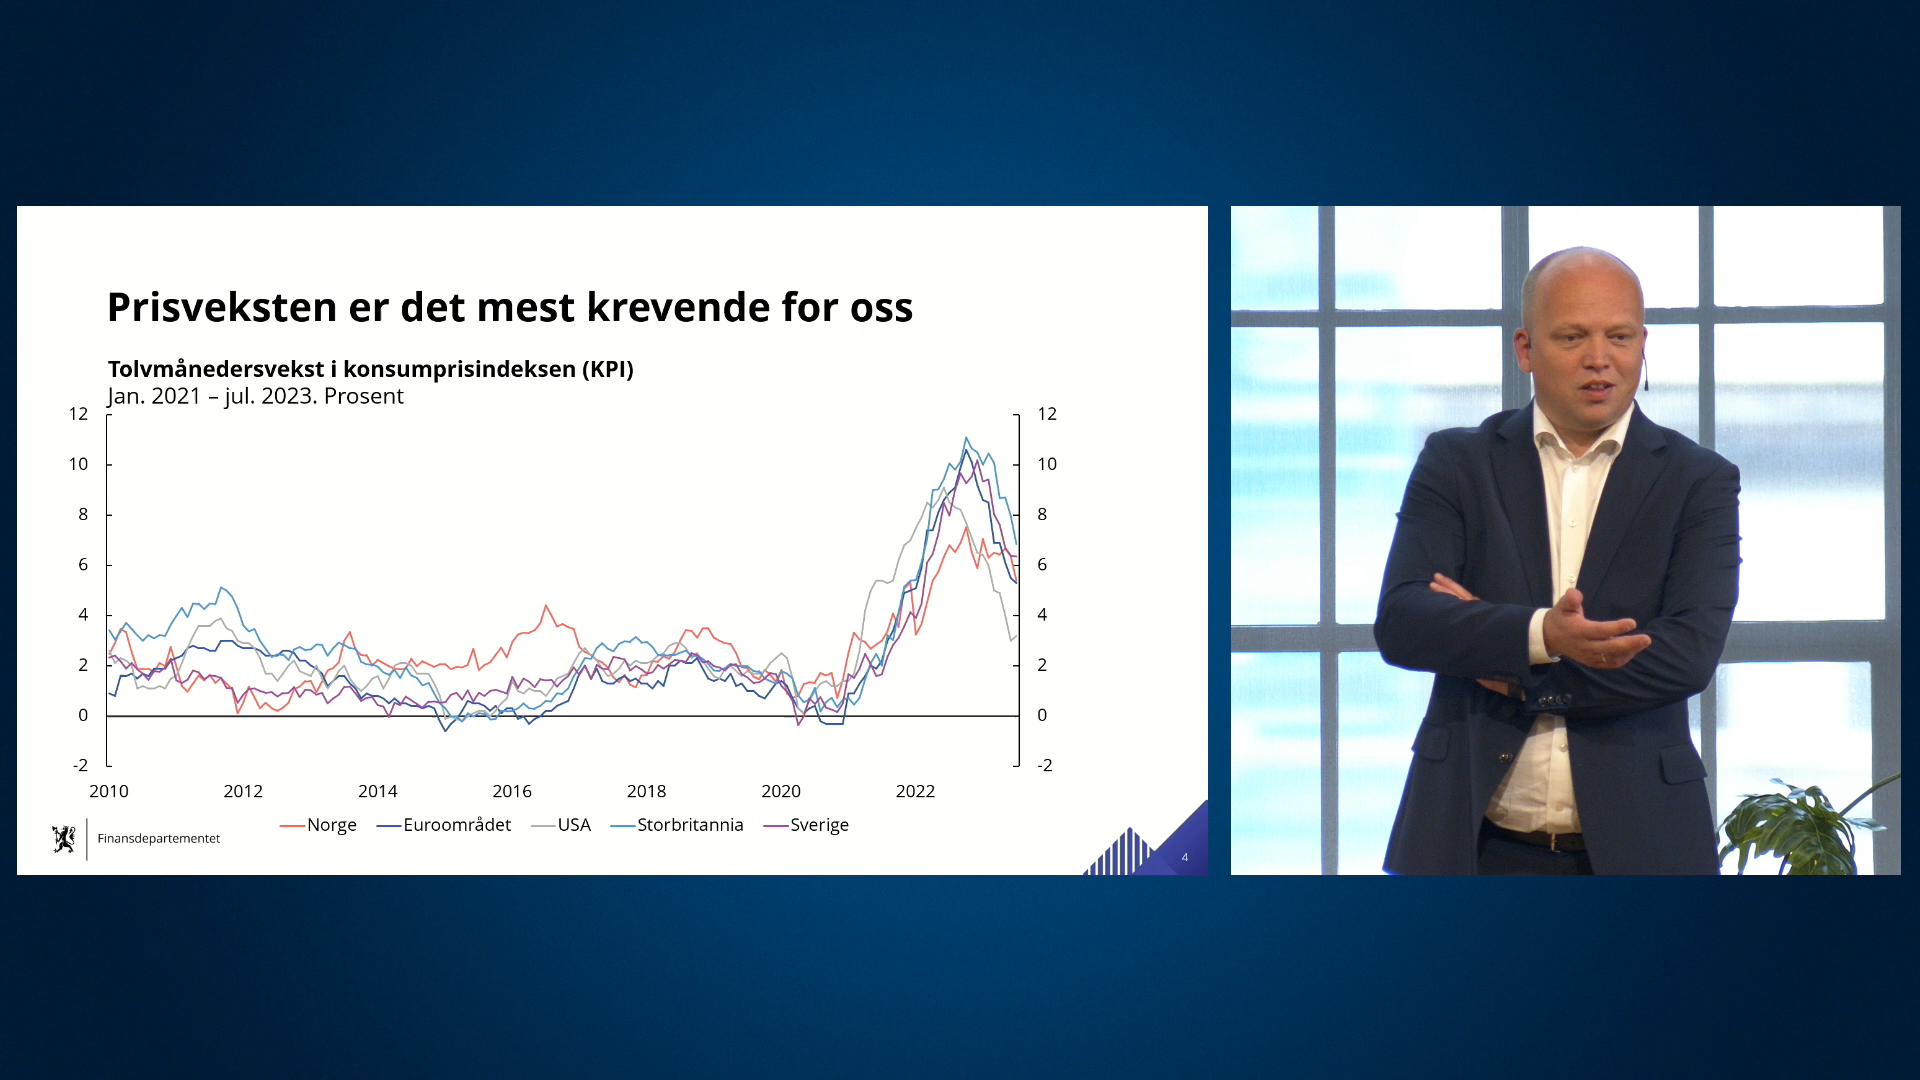 Prisveksten er det mest krevende for oss
Tolvmånedersvekst i konsumprisindeksen (KPI)
Jan. 2021 – jul. 2023. Prosent
12 12
10 10
8 8
6 6
4 4
2 2
0 0
-2 -2
2010 2012 2014 2016 2018 2020 2022
Norge Euroområdet USA Storbritannia Sverige
Finansdepartementet
4